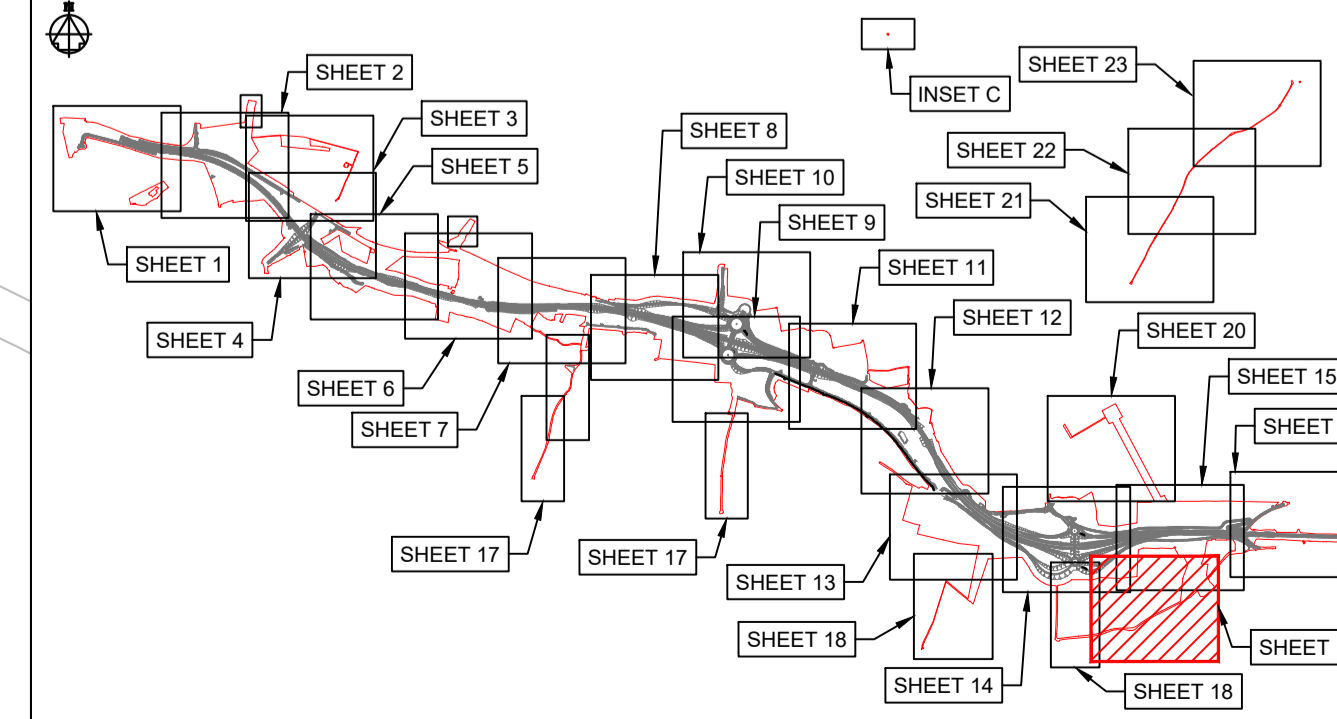 INSET C
SHEET 23
SHEET 2
SHEET 3
SHEET 8
SHEET 22
SHEET 5
SHEET 10
SHEET 21
SHEET 9
SHEET 1
SHEET 11
SHEET 12
SHEET 20
SHEET 4
SHEET 15
SHEET 6
SHEET
SHEET 7
SHEET 17
SHEET 17
SHEET 13
SHEET 18
SHEET
SHEET 14
SHEET 18